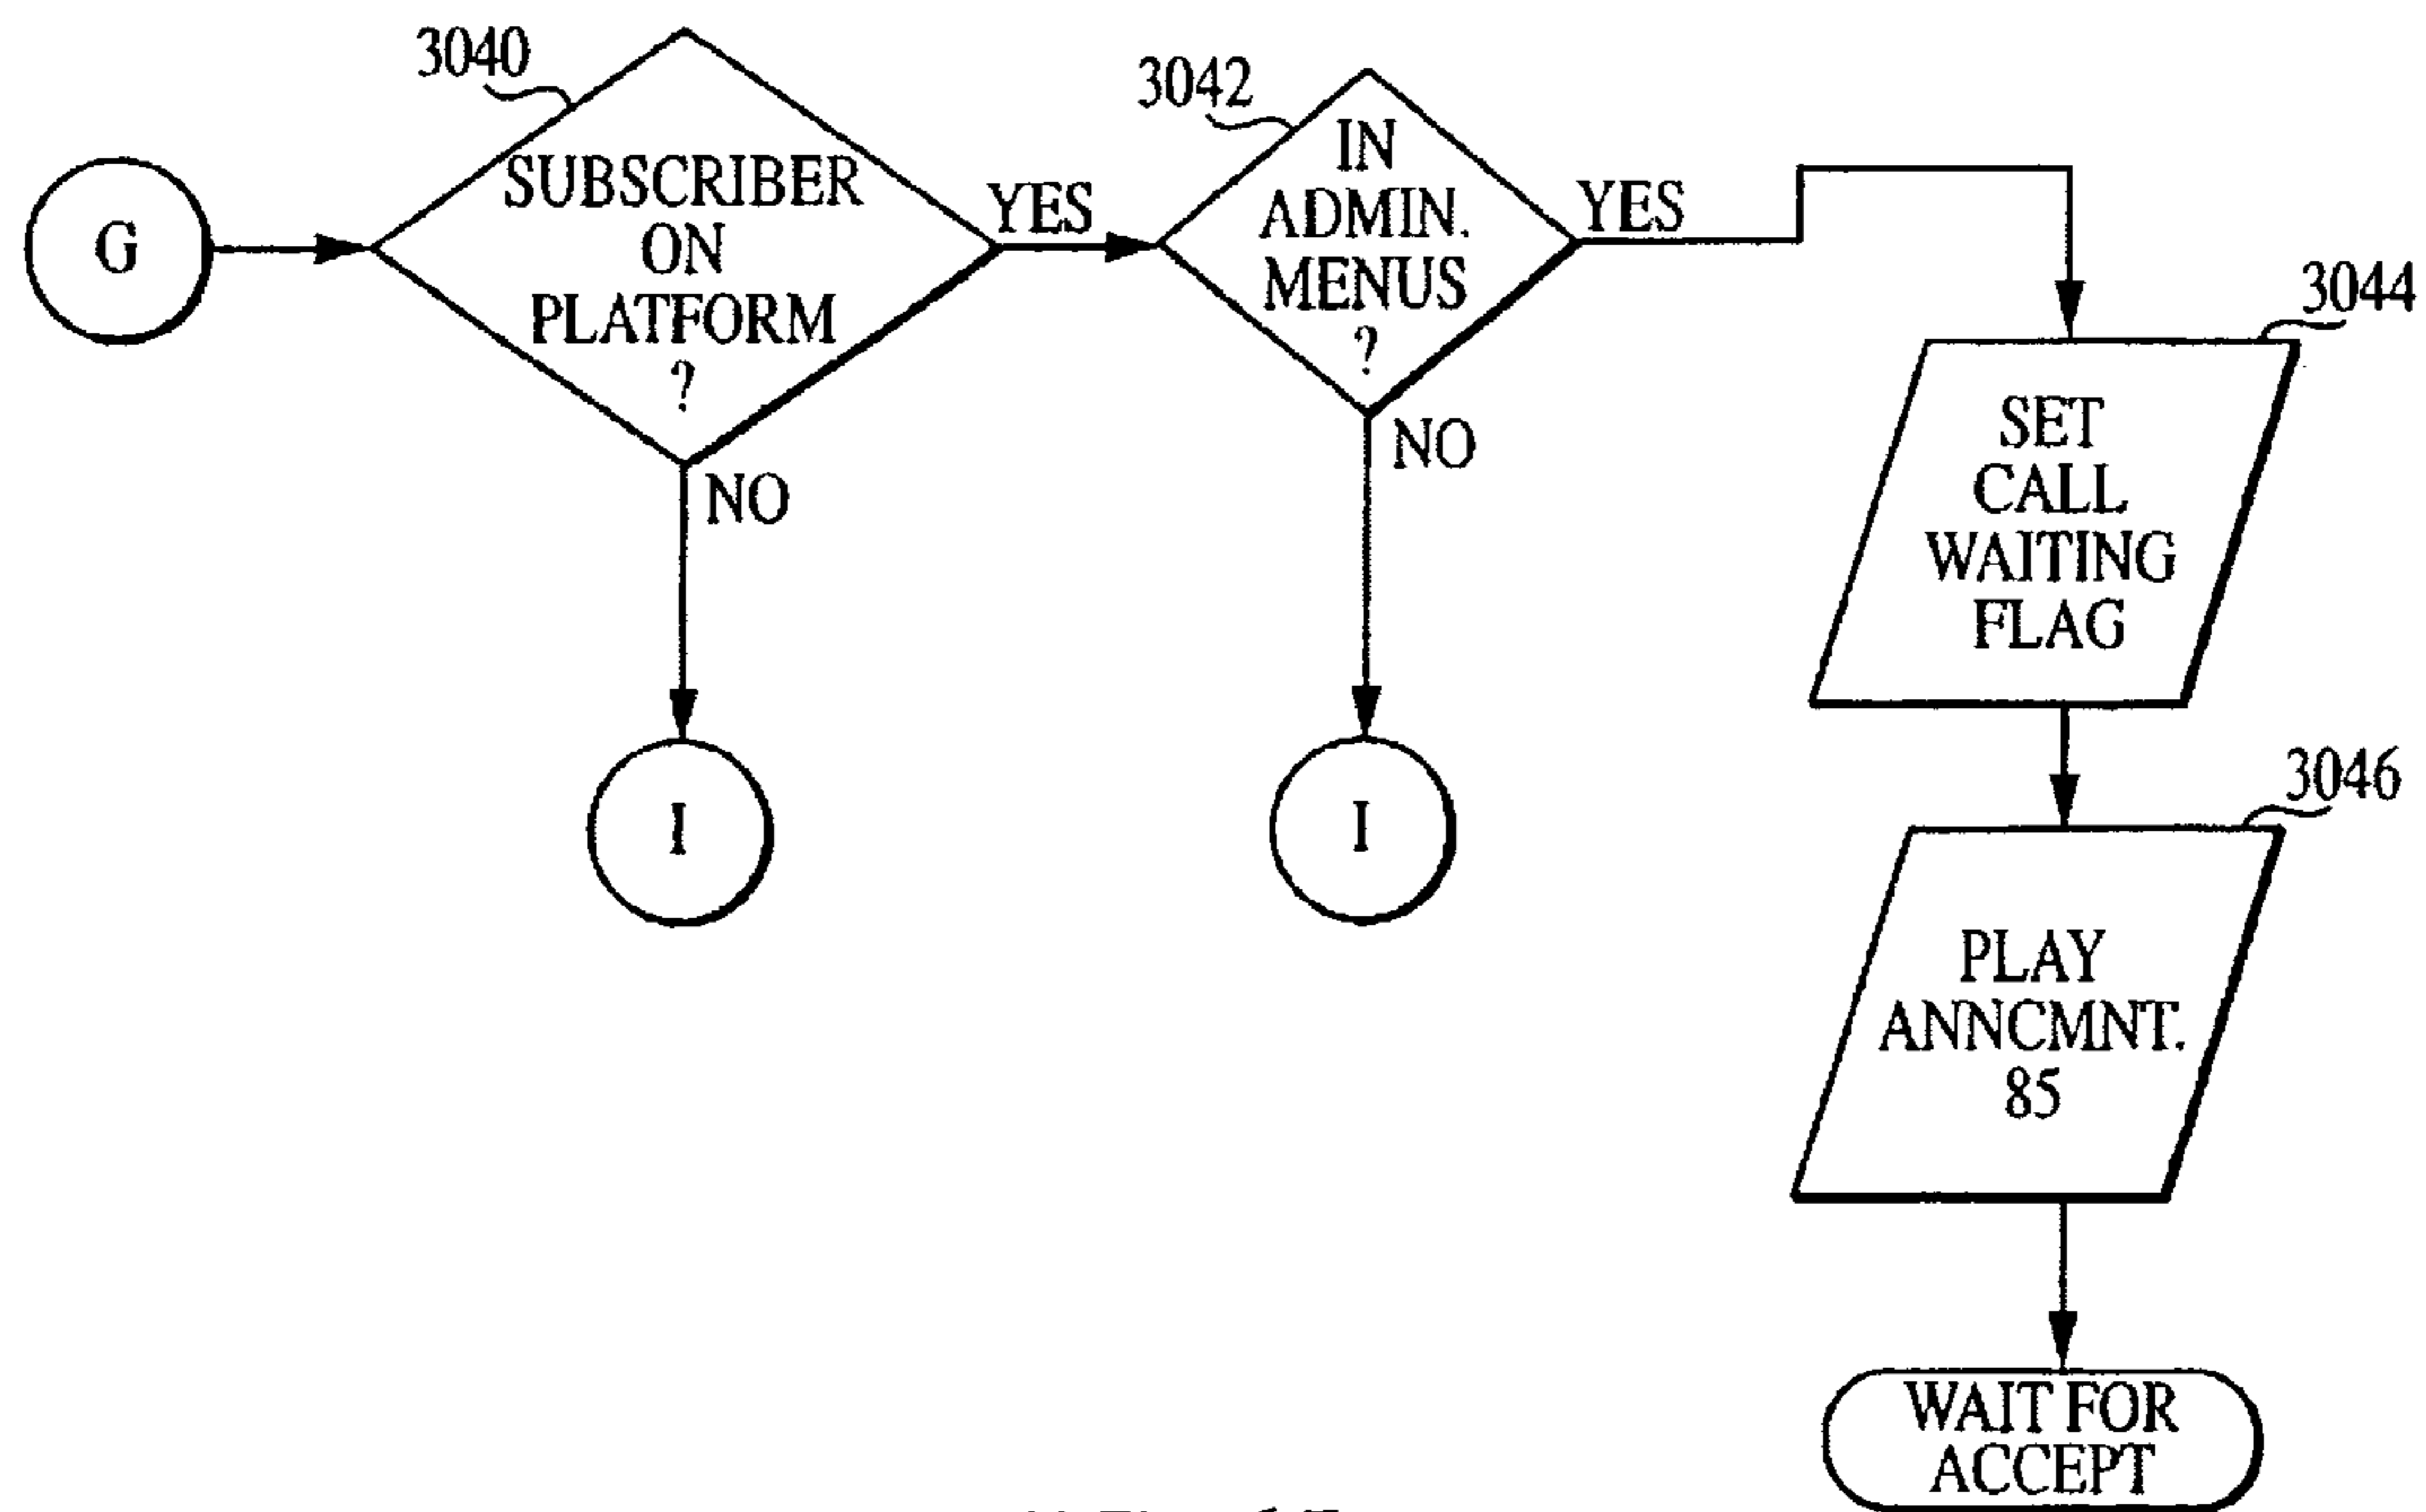 3040
G
SUBSCRIBER
ON
PLATFORM
?
YES
NO
I
3042
IN
ADMIN.
MENUS
?
YES
NO
I
3044
SET
CALL
WAITING
FLAG
3046
PLAY
ANNCMNT.
85
WAIT FOR
ACCEPT